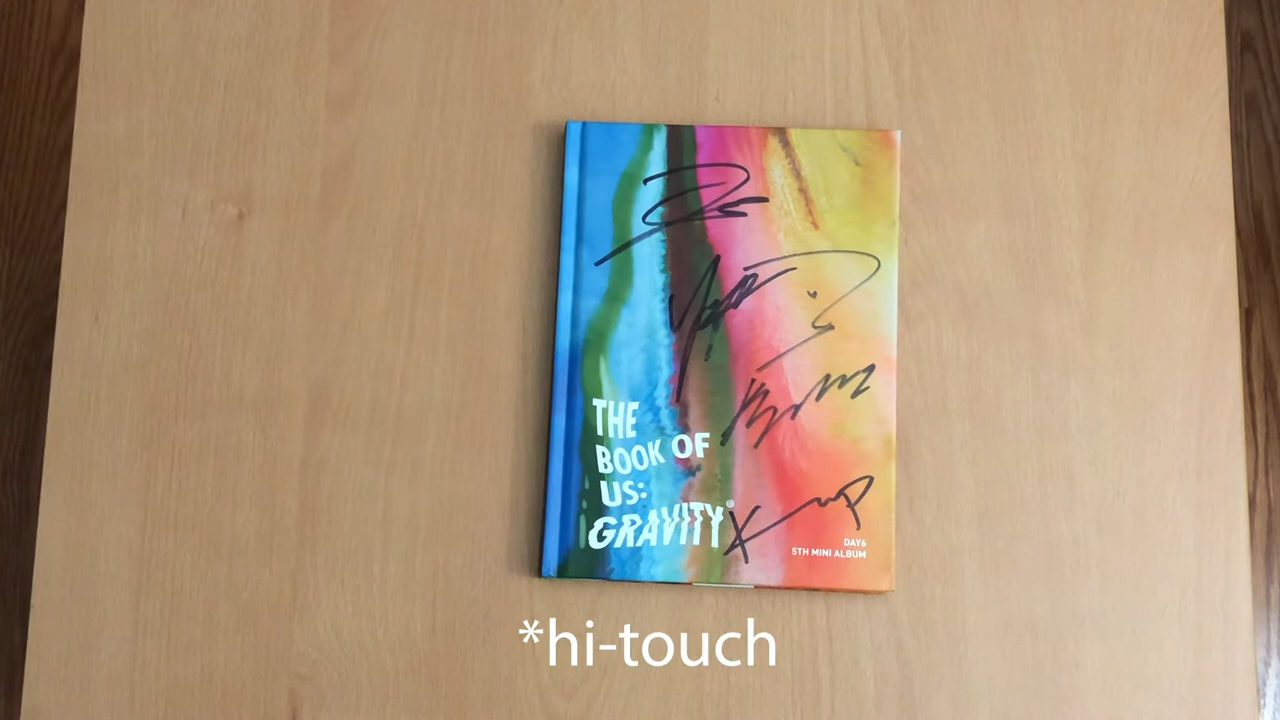 THE
BOOK OF
US:
GRAVITY
DAY6
5TH MINI ALBUM
*hi-touch